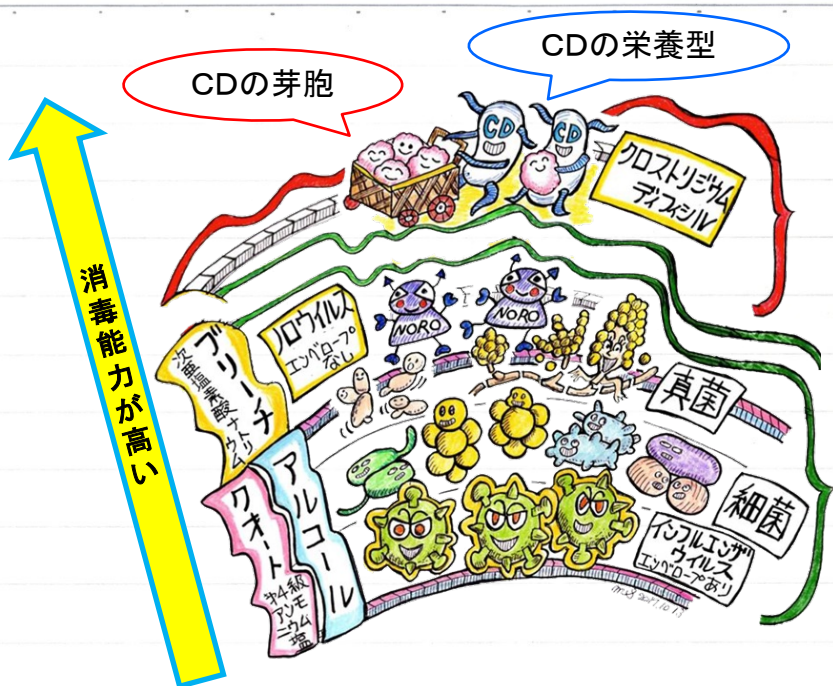 CDの芽胞
CDの栄養型
CD
CD
クロストリジウム
ディフィシル
消毒能力が高い
NORO
NORO
ノロウイルス
エンベロープ
なし
ブリーチ
次亜塩素酸ナトリウム
真菌
アルコール
クオート
第4級
アンモ
ニウム
塩
細菌
インフルエンザ
ウイルス
エンベロープあり